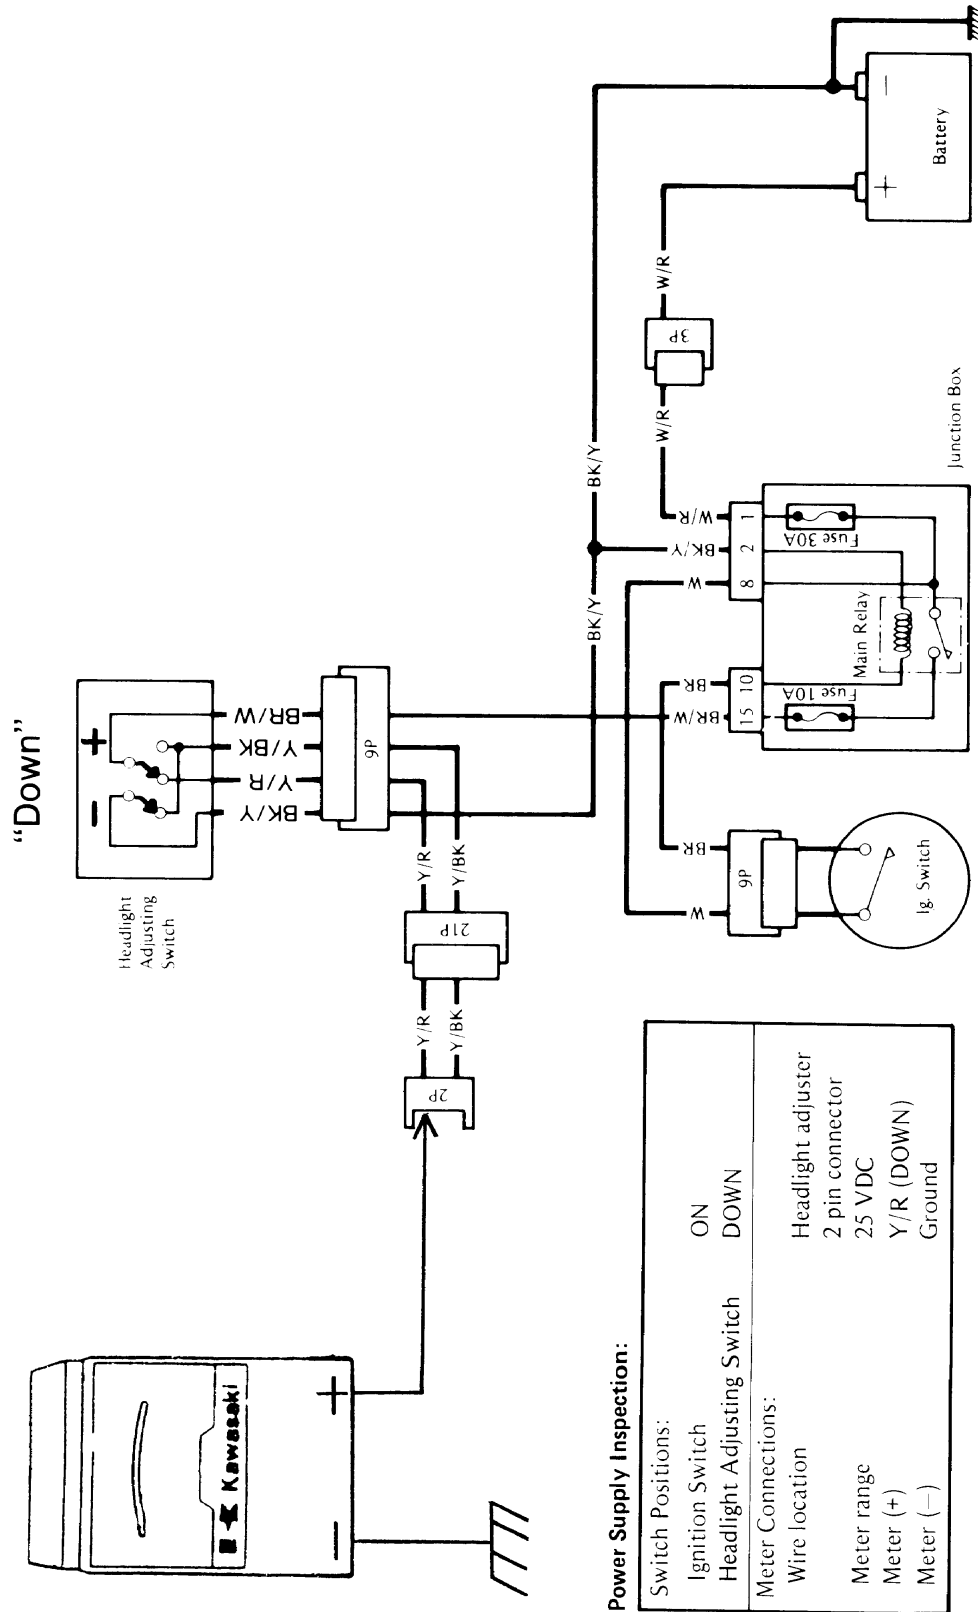 “Down”
Headlight
Adjusting
Switch
−
+
BK/Y
Y/R
Y/BK
BR/W
9P
Y/R
Y/BK
21P
Y/R
Y/BK
2P
Kawasaki
−
+
BK/Y
BK/Y
W/R
3P
W/R
−
+
Battery
W
BR
9P
Ig. Switch
BR/W
BR
W
BK/Y
W/R
15
10
8
2
1
Fuse 10A
Main Relay
Fuse 30A
Junction Box
Power Supply Inspection:
Switch Positions:
Ignition Switch ON
Headlight Adjusting Switch DOWN
Meter Connections:
Wire location Headlight adjuster
2 pin connector
Meter range 25 VDC
Meter (+) Y/R (DOWN)
Meter (−) Ground